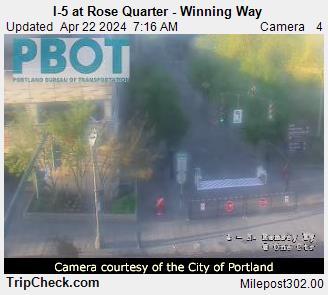 I-5 at Rose Quarter - Winning Way
Updated Apr 22 2024 7:16 AM Camera 4
PBOT
PORTLAND BUREAU OF TRANSPORTATION
Camera courtesy of the City of Portland
TripCheck.com Milepost302.00